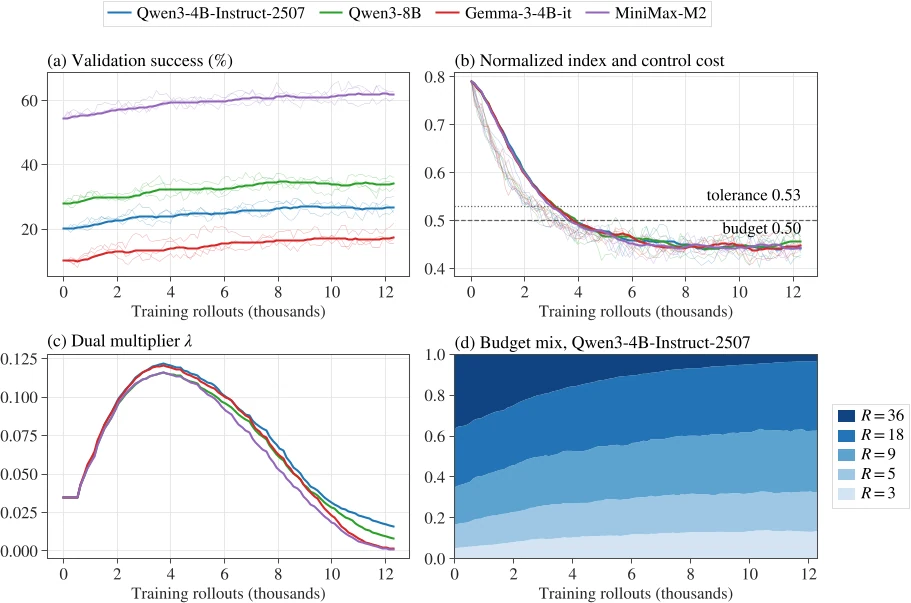 Qwen3-4B-Instruct-2507 Qwen3-8B Gemma-3-4B-it MiniMax-M2
(a) Validation success (%)
60
40
20
0 2 4 6 8 10 12
Training rollouts (thousands)
(b) Normalized index and control cost
0.8
0.7
0.6
0.5
0.4
tolerance 0.53
budget 0.50
0 2 4 6 8 10 12
Training rollouts (thousands)
(c) Dual multiplier λ
0.125
0.100
0.075
0.050
0.025
0.000
0 2 4 6 8 10 12
Training rollouts (thousands)
(d) Budget mix, Qwen3-4B-Instruct-2507
1.0
0.8
0.6
0.4
0.2
0.0
0 2 4 6 8 10 12
Training rollouts (thousands)
R = 36
R = 18
R = 9
R = 5
R = 3